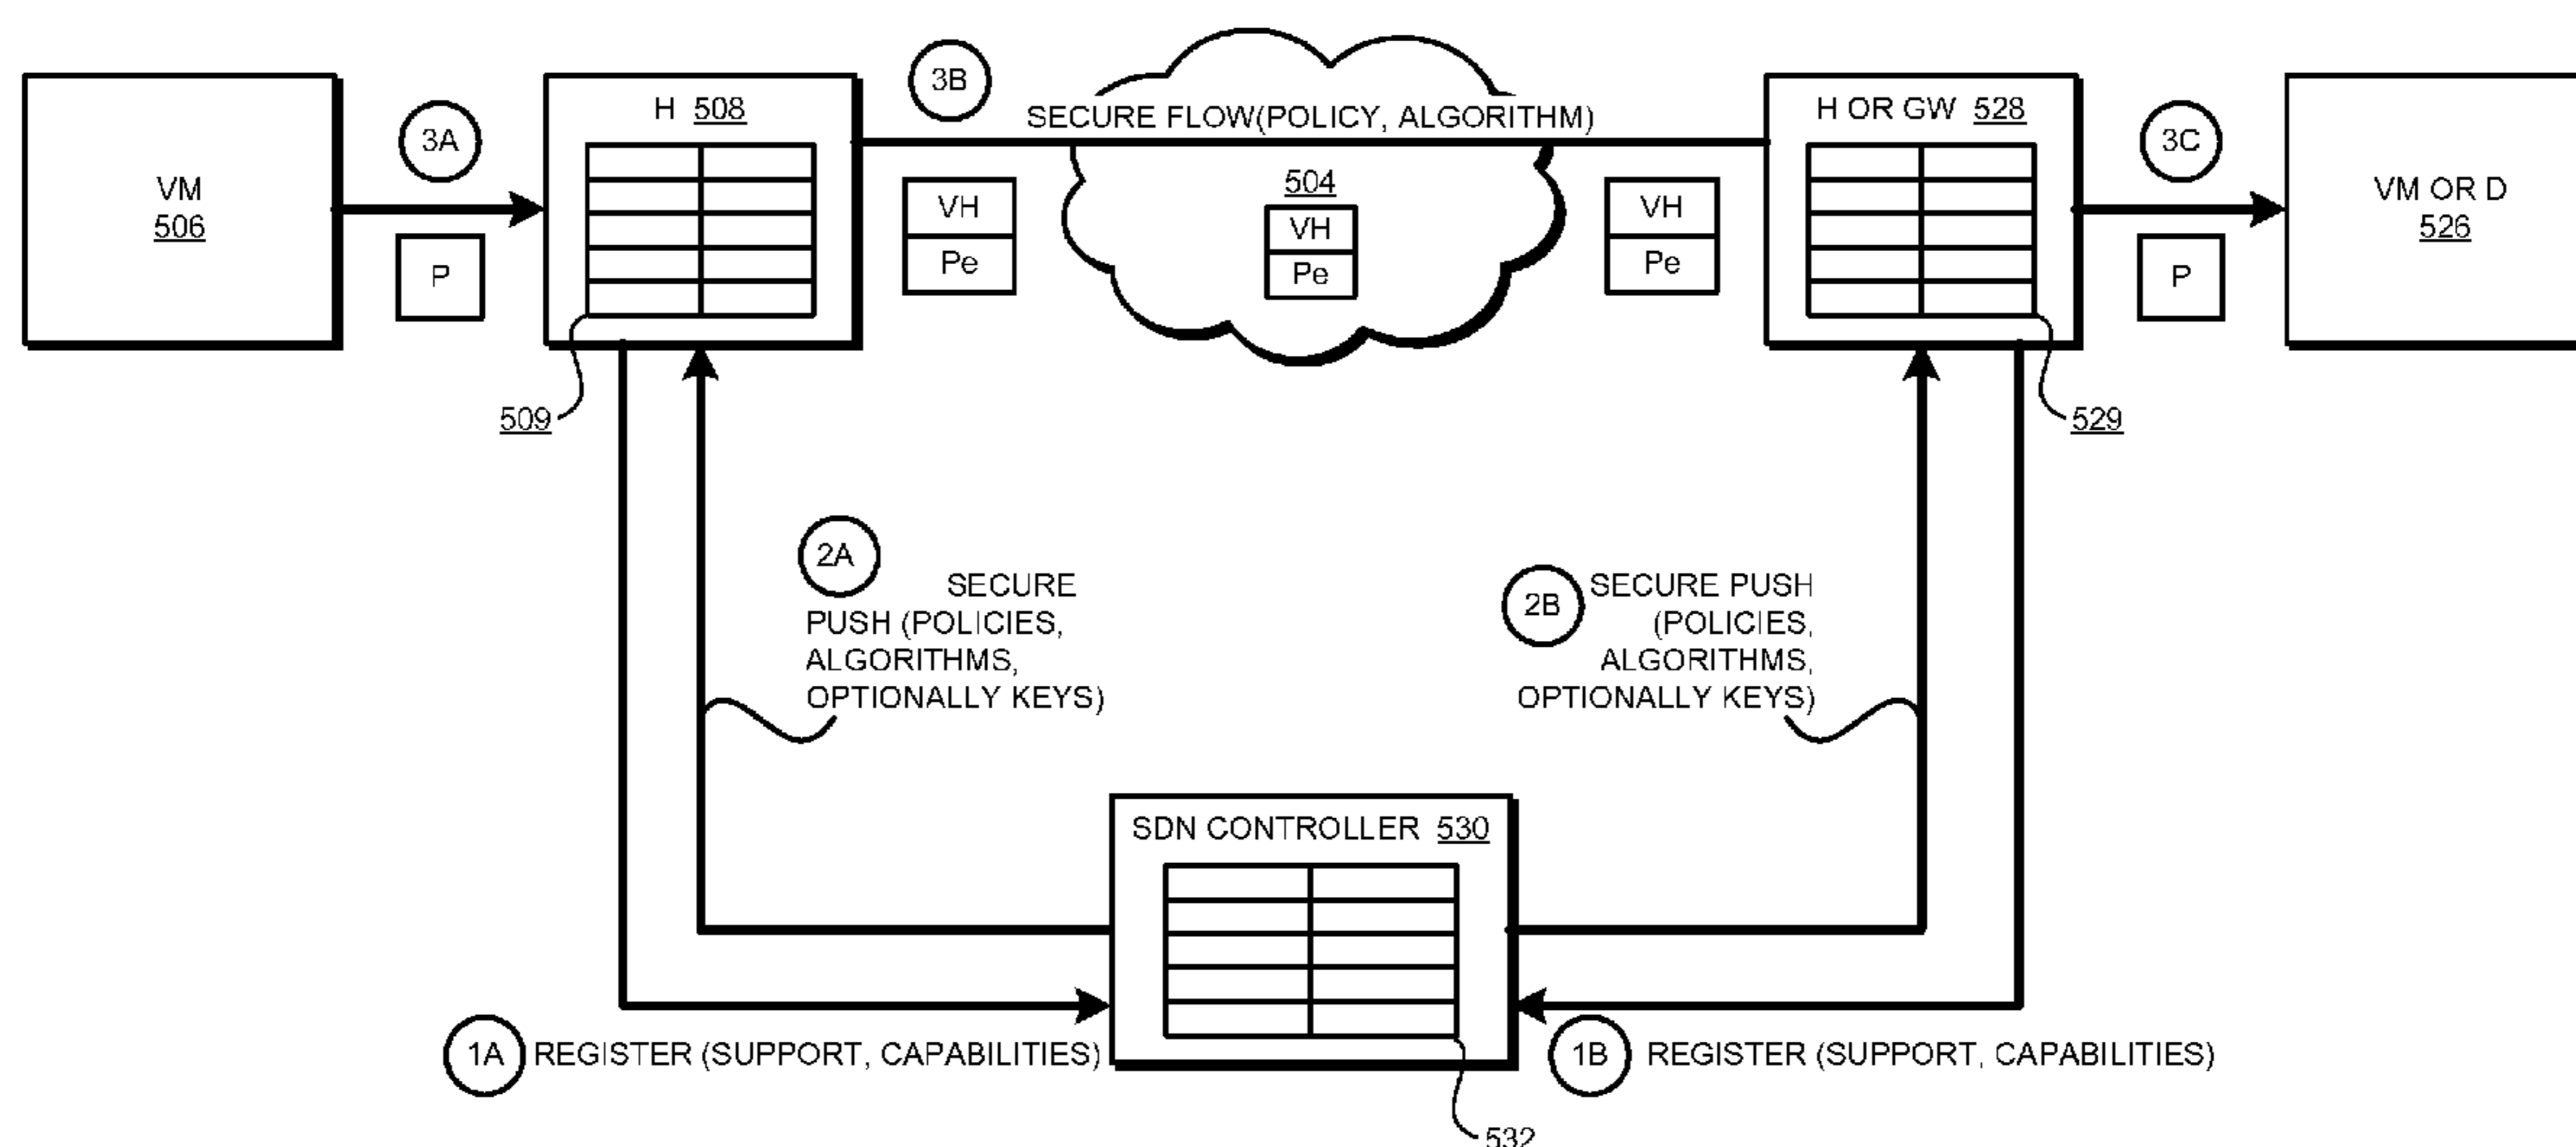 3B
SECURE FLOW(POLICY, ALGORITHM)
VM
506
3A
P
H 508
509
VH
Pe
504
VH
Pe
VH
Pe
H OR GW 528
529
3C
P
VM OR D
526
2A
SECURE
PUSH (POLICIES,
ALGORITHMS,
OPTIONALLY KEYS)
2B
SECURE PUSH
(POLICIES,
ALGORITHMS,
OPTIONALLY KEYS)
SDN CONTROLLER 530
1A REGISTER (SUPPORT, CAPABILITIES)
1B REGISTER (SUPPORT, CAPABILITIES)
532